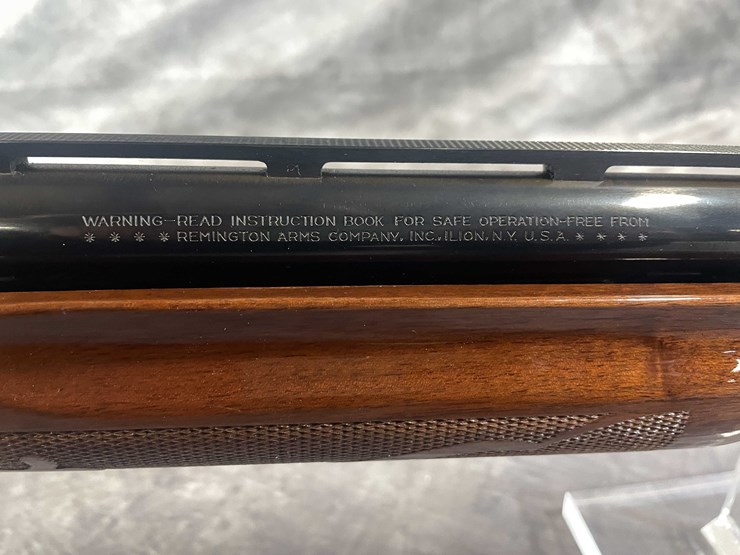 WARNING—READ INSTRUCTION BOOK FOR SAFE OPERATION—FREE FROM
* * * * REMINGTON ARMS COMPANY, INC., ILION, N.Y. U.S.A. * * * *